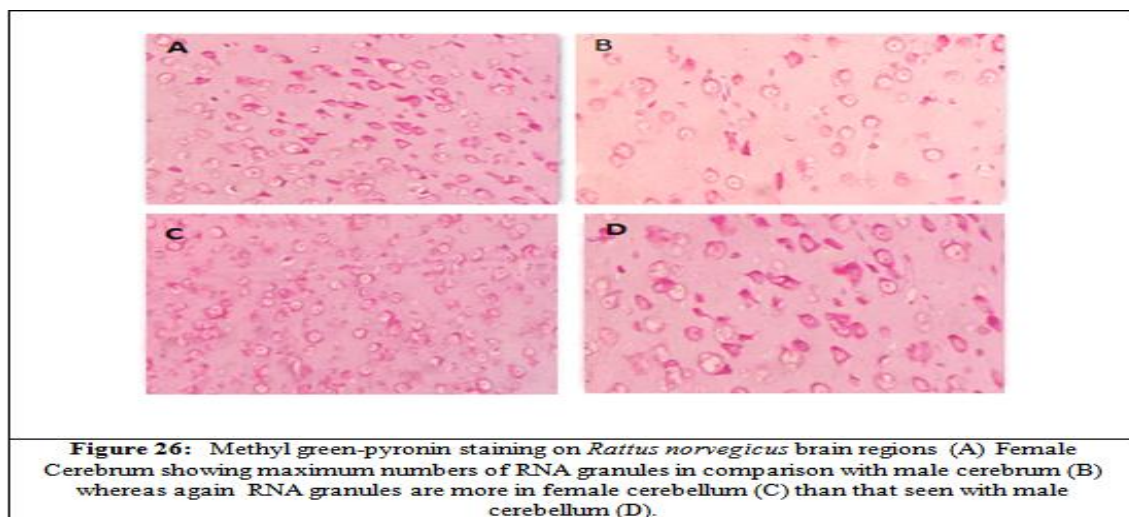 A
B
C
D
Figure 26: Methyl green-pyronin staining on Rattus norvegicus brain regions (A) Female
Cerebrum showing maximum numbers of RNA granules in comparison with male cerebrum (B)
whereas again RNA granules are more in female cerebellum (C) than that seen with male
cerebellum (D).